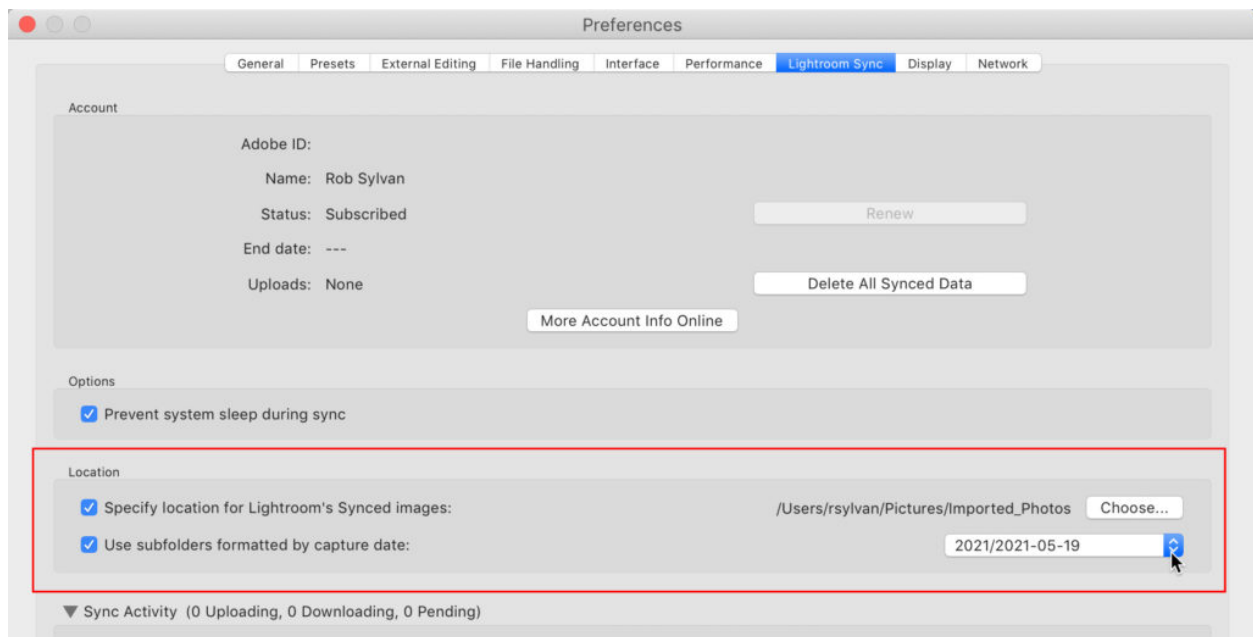 Preferences
General Presets External Editing File Handling Interface Performance Lightroom Sync Display Network
Account
Adobe ID:
Name: Rob Sylvan
Status: Subscribed Renew
End date: ---
Uploads: None Delete All Synced Data
More Account Info Online
Options
Prevent system sleep during sync
Location
Specify location for Lightroom's Synced images: /Users/rsylvan/Pictures/Imported_Photos Choose...
Use subfolders formatted by capture date: 2021/2021-05-19
Sync Activity (0 Uploading, 0 Downloading, 0 Pending)